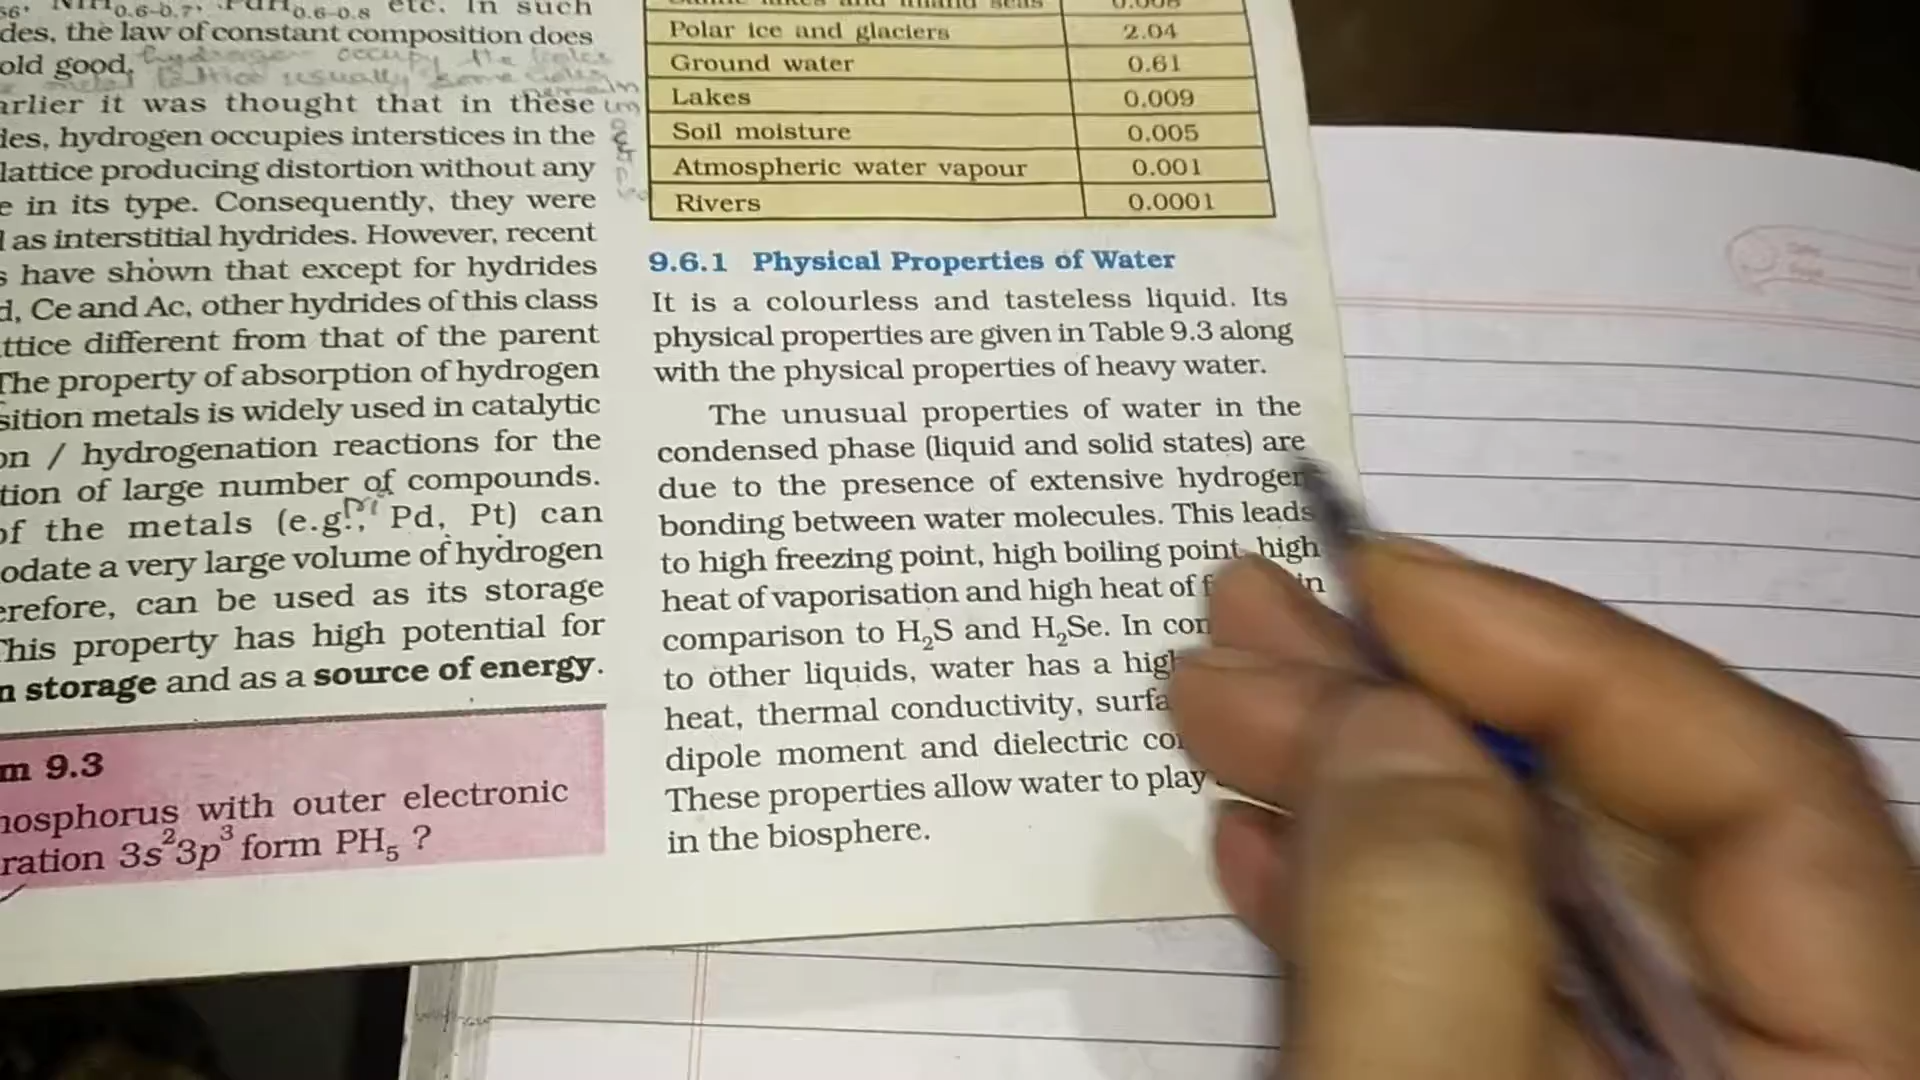 des, the law of constant composition does
old good.
arlier it was thought that in these
des, hydrogen occupies interstices in the
lattice producing distortion without any
e in its type. Consequently, they were
l as interstitial hydrides. However, recent
s have shown that except for hydrides
d, Ce and Ac, other hydrides of this class
ttice different from that of the parent
The property of absorption of hydrogen
sition metals is widely used in catalytic
on / hydrogenation reactions for the
tion of large number of compounds.
of the metals (e.g., Pd, Pt) can
odate a very large volume of hydrogen
erefore, can be used as its storage
This property has high potential for
n storage and as a source of energy.
m 9.3
hosphorus with outer electronic
ration 3s²3p³ form PH₅ ?
Polar ice and glaciers 2.04
Ground water 0.61
Lakes 0.009
Soil moisture 0.005
Atmospheric water vapour 0.001
Rivers 0.0001
9.6.1 Physical Properties of Water
It is a colourless and tasteless liquid. Its
physical properties are given in Table 9.3 along
with the physical properties of heavy water.
The unusual properties of water in the
condensed phase (liquid and solid states) are
due to the presence of extensive hydrogen
bonding between water molecules. This leads
to high freezing point, high boiling point, high
heat of vaporisation and high heat of in
comparison to H₂S and H₂Se. In
to other liquids, water has a
heat, thermal conductivity,
dipole moment and dielectric
These properties allow water to play
in the biosphere.